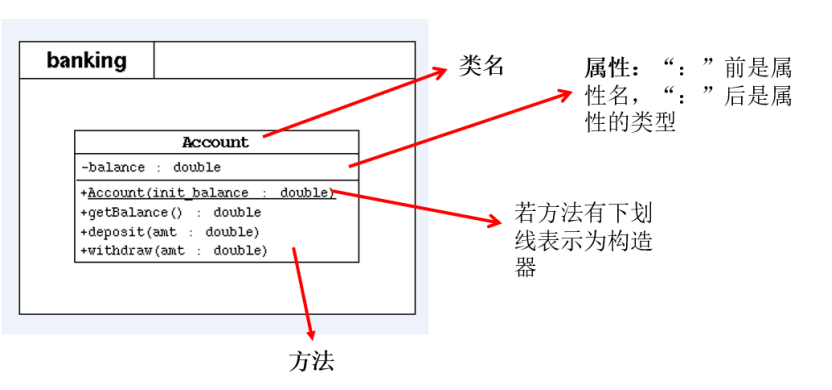 banking
类名
属性：“：”前是属
性名，“：”后是属
性的类型
Account
-balance : double
+Account(init_balance : double)
+getBalance() : double
+deposit(amt : double)
+withdraw(amt : double)
若方法有下划
线表示为构造
器
方法